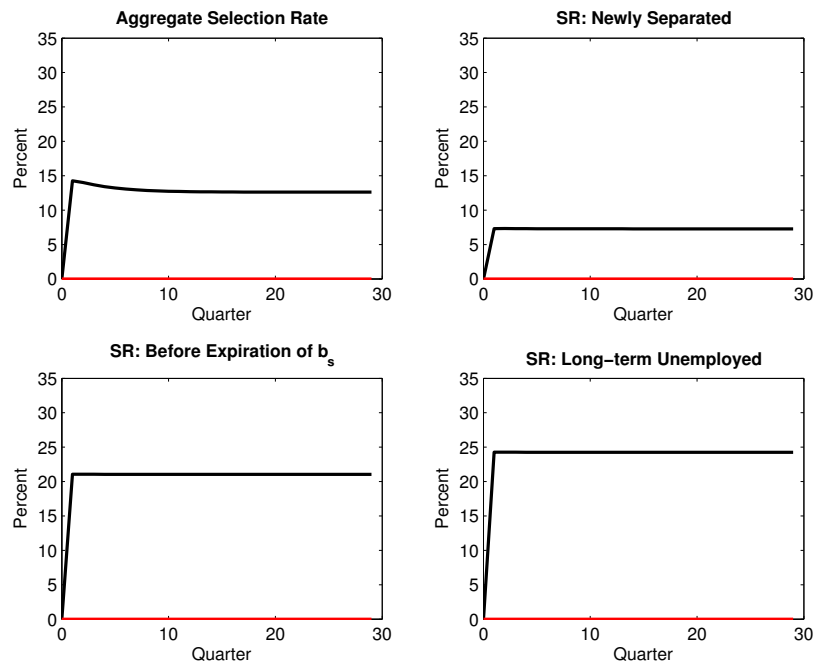 Aggregate Selection Rate
35
30
25
20
15
10
5
0
Percent
0 10 20 30
Quarter
SR: Newly Separated
35
30
25
20
15
10
5
0
Percent
0 10 20 30
Quarter
SR: Before Expiration of b_s
35
30
25
20
15
10
5
0
Percent
0 10 20 30
Quarter
SR: Long−term Unemployed
35
30
25
20
15
10
5
0
Percent
0 10 20 30
Quarter